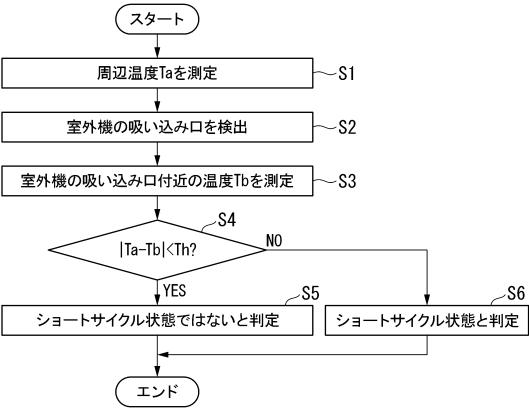 スタート
周辺温度Taを測定
S1
室外機の吸い込み口を検出
S2
室外機の吸い込み口付近の温度Tbを測定
S3
S4
|Ta-Tb|<Th?
NO
YES
S5
ショートサイクル状態ではないと判定
S6
ショートサイクル状態と判定
エンド